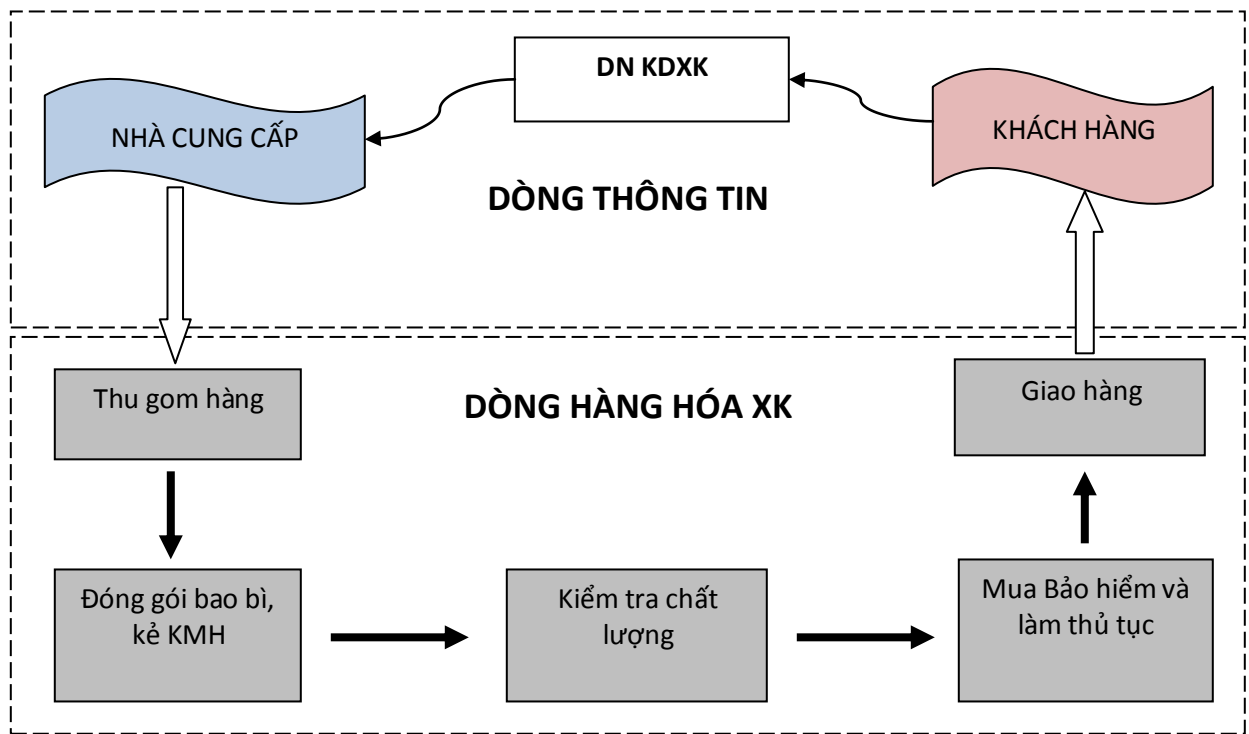 DN KDXK
NHÀ CUNG CẤP
KHÁCH HÀNG
DÒNG THÔNG TIN
Thu gom hàng
DÒNG HÀNG HÓA XK
Giao hàng
Đóng gói bao bì,
kẻ KMH
Kiểm tra chất
lượng
Mua Bảo hiểm và
làm thủ tục